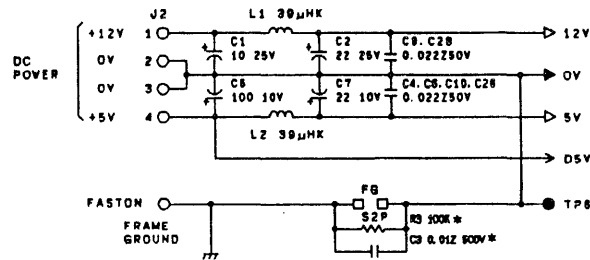 J2
L1 39μHK
+12V 1
12V
C1
10 25V
C2
22 25V
C9. C28
0.022Z50V
DC
POWER
0V 2
0V
0V 3
C5
100 10V
C7
22 10V
C4. C6. C10. C26
0.022Z50V
+5V 4
5V
L2 39μHK
D5V
FASTON
FG
TP6
FRAME
GROUND
S2P
R3 100K*
C3 0.01Z 500V*